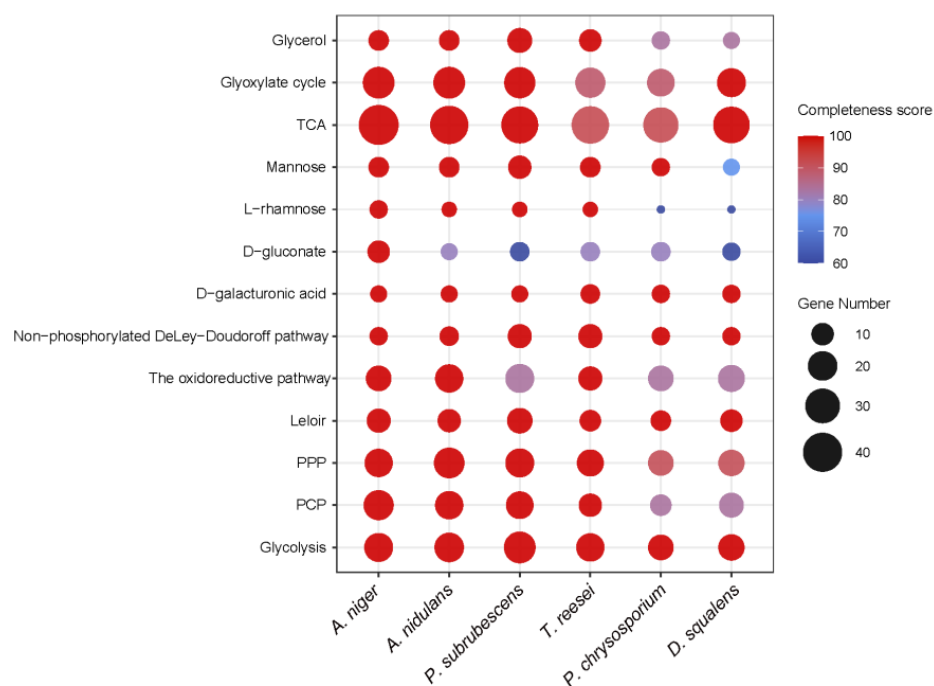 Glycerol
Glyoxylate cycle
TCA
Mannose
L-rhamnose
D-gluconate
D-galacturonic acid
Non-phosphorylated DeLey-Doudoroff pathway
The oxidoreductive pathway
Leloir
PPP
PCP
Glycolysis
A. niger
A. nidulans
P. subrubescens
T. reesei
P. chrysosporium
D. squalens
Completeness score
100
90
80
70
60
Gene Number
10
20
30
40